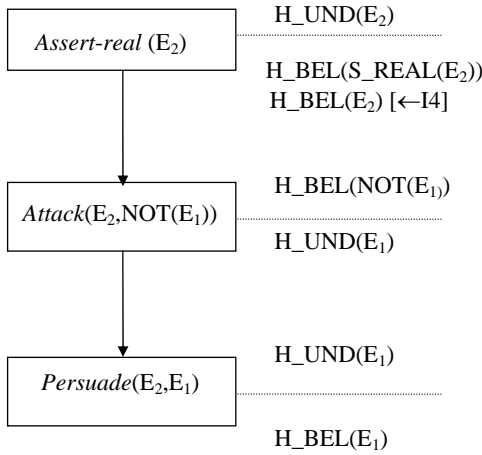 H_UND(E₂)
Assert-real (E₂)
H_BEL(S_REAL(E₂))
H_BEL(E₂) [←I4]
H_BEL(NOT(E₁₎)
Attack(E₂,NOT(E₁))
H_UND(E₁)
H_UND(E₁)
Persuade(E₂,E₁)
H_BEL(E₁)